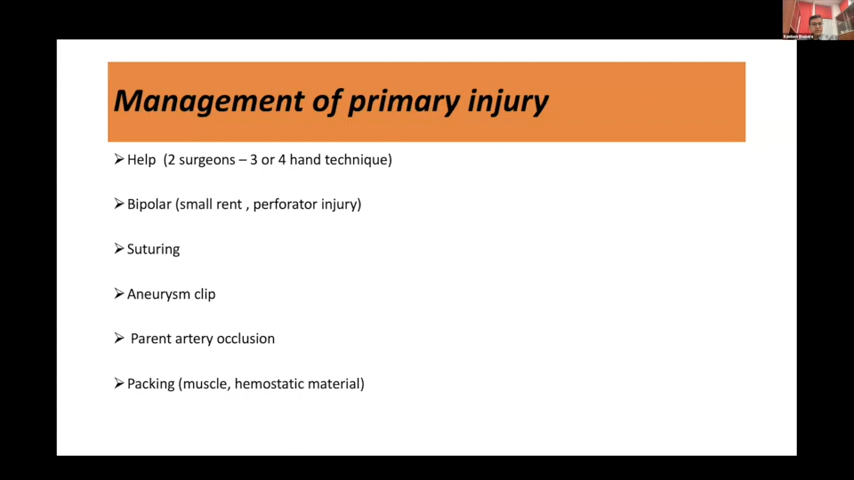 Management of primary injury
➢Help (2 surgeons – 3 or 4 hand technique)
➢Bipolar (small rent , perforator injury)
➢Suturing
➢Aneurysm clip
➢ Parent artery occlusion
➢Packing (muscle, hemostatic material)